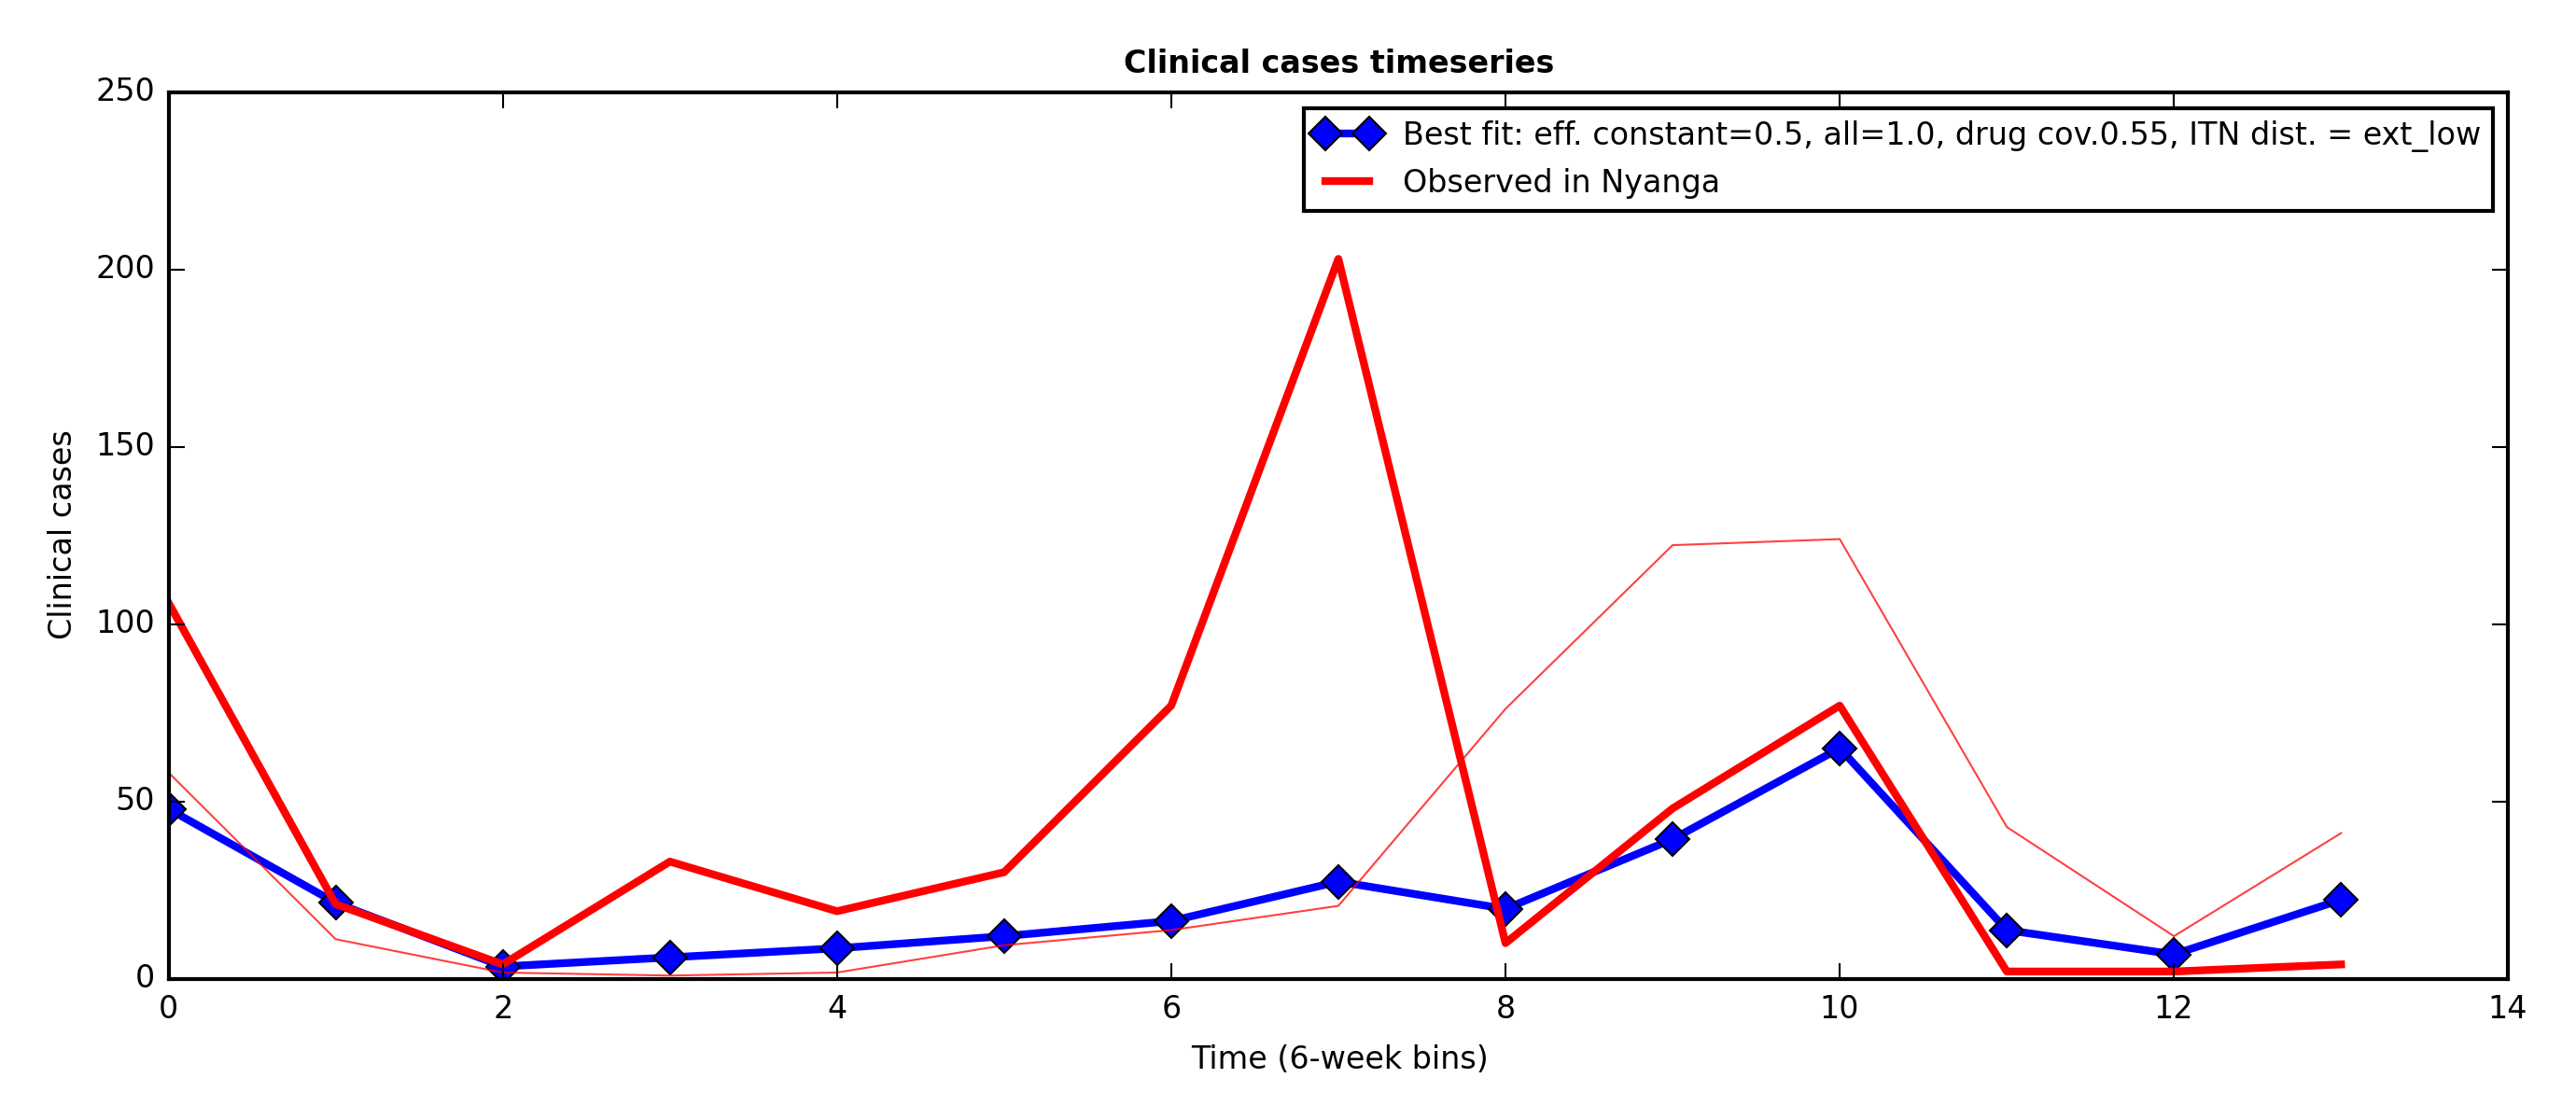 Clinical cases timeseries
250
200
150
100
50
0
Clinical cases
Best fit: eff. constant=0.5, all=1.0, drug cov.0.55, ITN dist. = ext_low
Observed in Nyanga
0 2 4 6 8 10 12 14
Time (6-week bins)